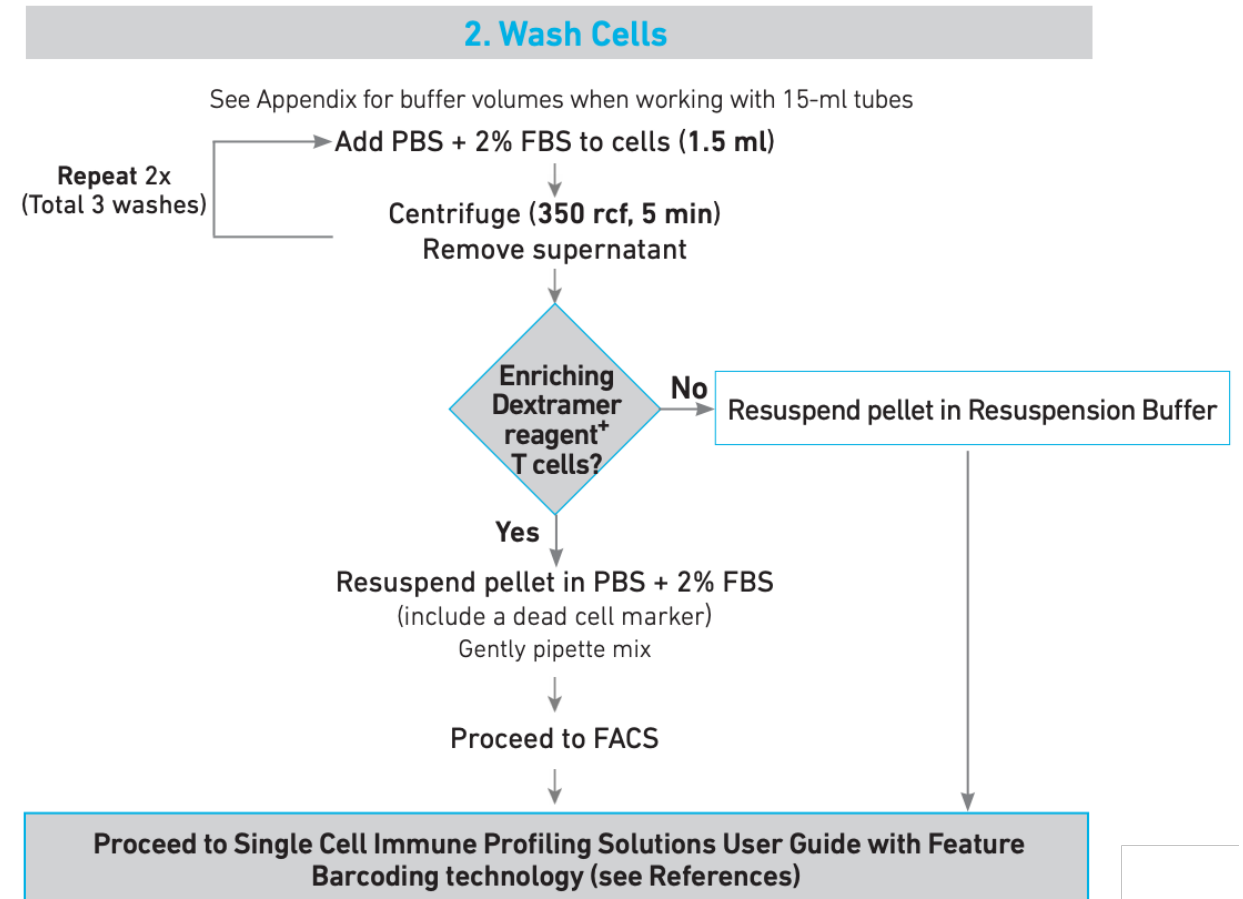 2. Wash Cells
See Appendix for buffer volumes when working with 15-ml tubes
Add PBS + 2% FBS to cells (1.5 ml)
Repeat 2x
(Total 3 washes)
Centrifuge (350 rcf, 5 min)
Remove supernatant
Enriching
Dextramer
reagent⁺
T cells?
No
Resuspend pellet in Resuspension Buffer
Yes
Resuspend pellet in PBS + 2% FBS
(include a dead cell marker)
Gently pipette mix
Proceed to FACS
Proceed to Single Cell Immune Profiling Solutions User Guide with Feature
Barcoding technology (see References)